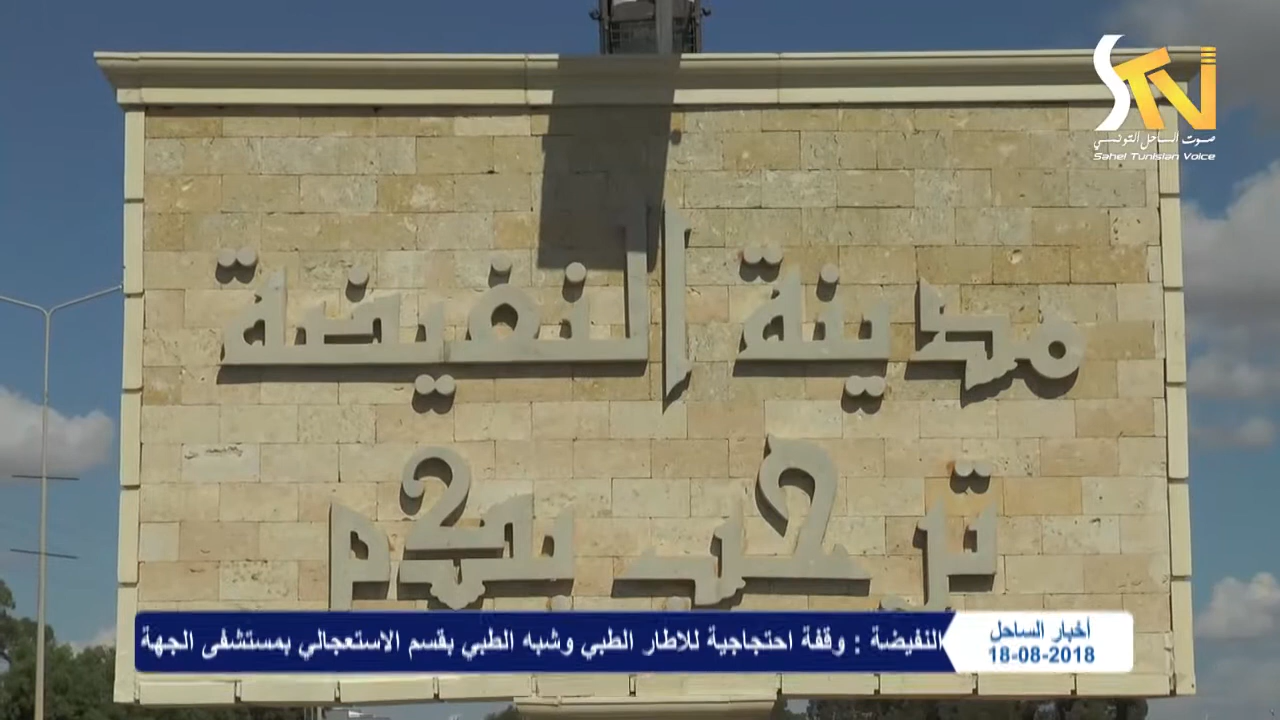 STN
صوت الساحل التونسي
Sahel Tunisian Voice
مدينة النفيضة
ترحب بكم
أخبار الساحل
18-08-2018
النفيضة : وقفة احتجاجية للاطار الطبي وشبه الطبي بقسم الاستعجالي بمستشفى الجهة